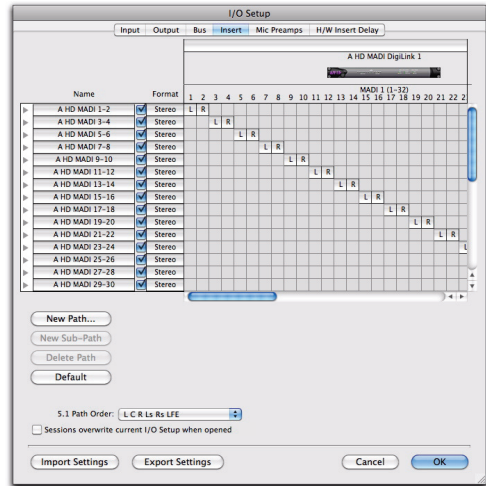 I/O Setup
Input Output Bus Insert Mic Preamps H/W Insert Delay
A HD MADI DigiLink 1
MADI 1 (1-32)
Name Format 1 2 3 4 5 6 7 8 9 10 11 12 13 14 15 16 17 18 19 20 21 22 2
A HD MADI 1-2 Stereo L R
A HD MADI 3-4 Stereo L R
A HD MADI 5-6 Stereo L R
A HD MADI 7-8 Stereo L R
A HD MADI 9-10 Stereo L R
A HD MADI 11-12 Stereo L R
A HD MADI 13-14 Stereo L R
A HD MADI 15-16 Stereo L R
A HD MADI 17-18 Stereo L R
A HD MADI 19-20 Stereo L R
A HD MADI 21-22 Stereo L R
A HD MADI 23-24 Stereo L
A HD MADI 25-26 Stereo
A HD MADI 27-28 Stereo
A HD MADI 29-30 Stereo
New Path...
New Sub-Path
Delete Path
Default
5.1 Path Order: L C R Ls Rs LFE
Sessions overwrite current I/O Setup when opened
Import Settings Export Settings Cancel OK